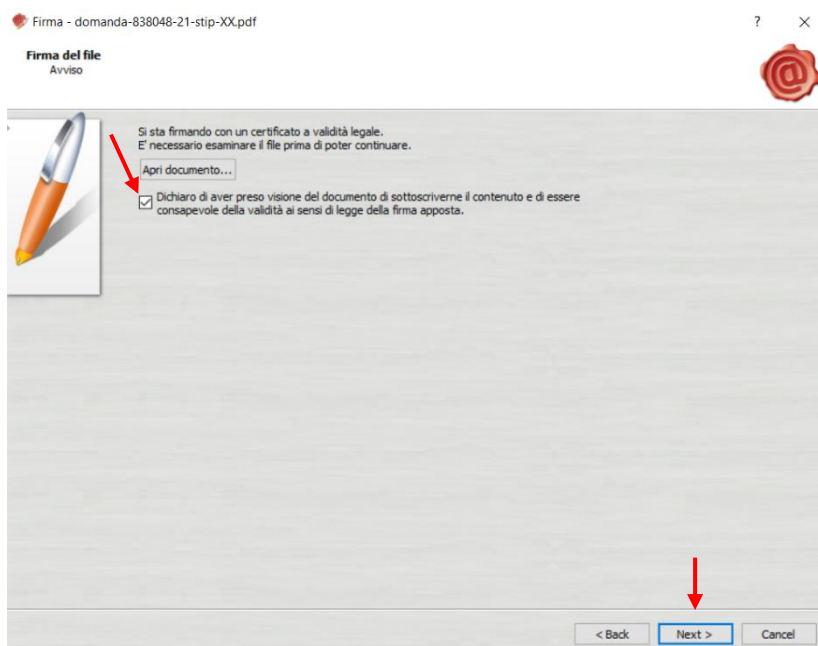 Firma - domanda-838048-21-stip-XX.pdf
?
Firma del file
Avviso
@
Si sta firmando con un certificato a validità legale.
E' necessario esaminare il file prima di poter continuare.
Apri documento...
Dichiaro di aver preso visione del documento di sottoscriverne il contenuto e di essere
consapevole della validità ai sensi di legge della firma apposta.
< Back
Next >
Cancel